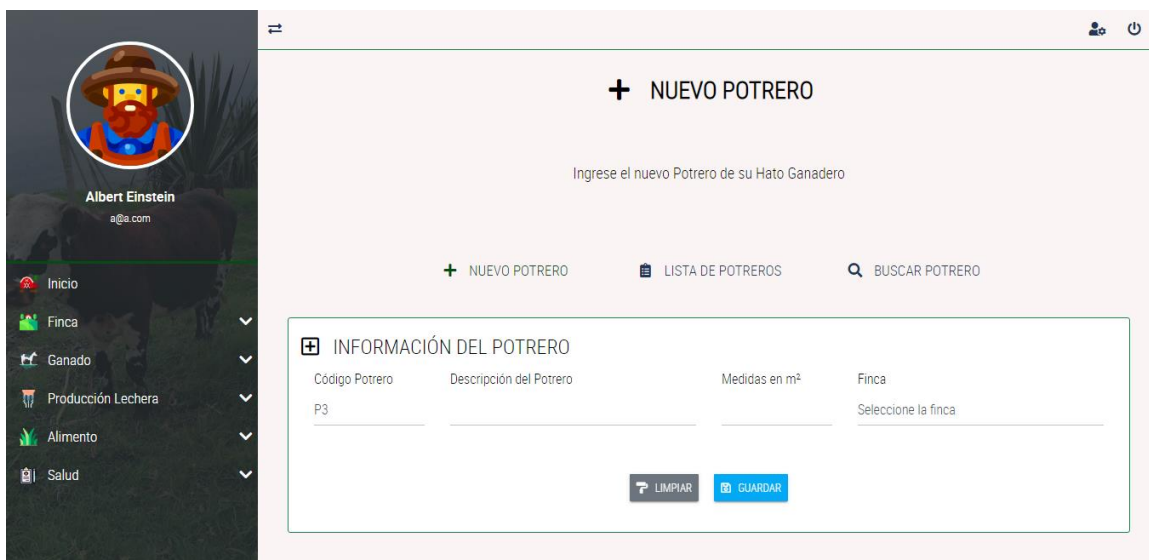 Albert Einstein
a@a.com
Inicio
Finca
Ganado
Producción Lechera
Alimento
Salud
NUEVO POTRERO
Ingrese el nuevo Potrero de su Hato Ganadero
NUEVO POTRERO LISTA DE POTREROS BUSCAR POTRERO
INFORMACIÓN DEL POTRERO
Código Potrero Descripción del Potrero Medidas en m² Finca
P3 Seleccione la finca
LIMPIAR GUARDAR